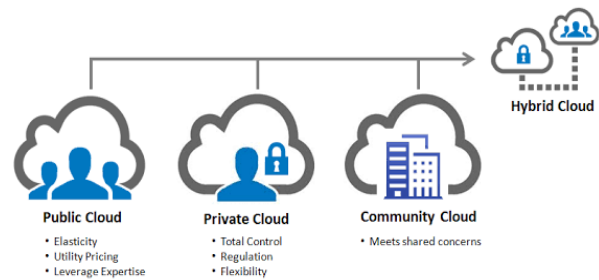 Hybrid Cloud
Public Cloud
• Elasticity
• Utility Pricing
• Leverage Expertise
Private Cloud
• Total Control
• Regulation
• Flexibility
Community Cloud
• Meets shared concerns